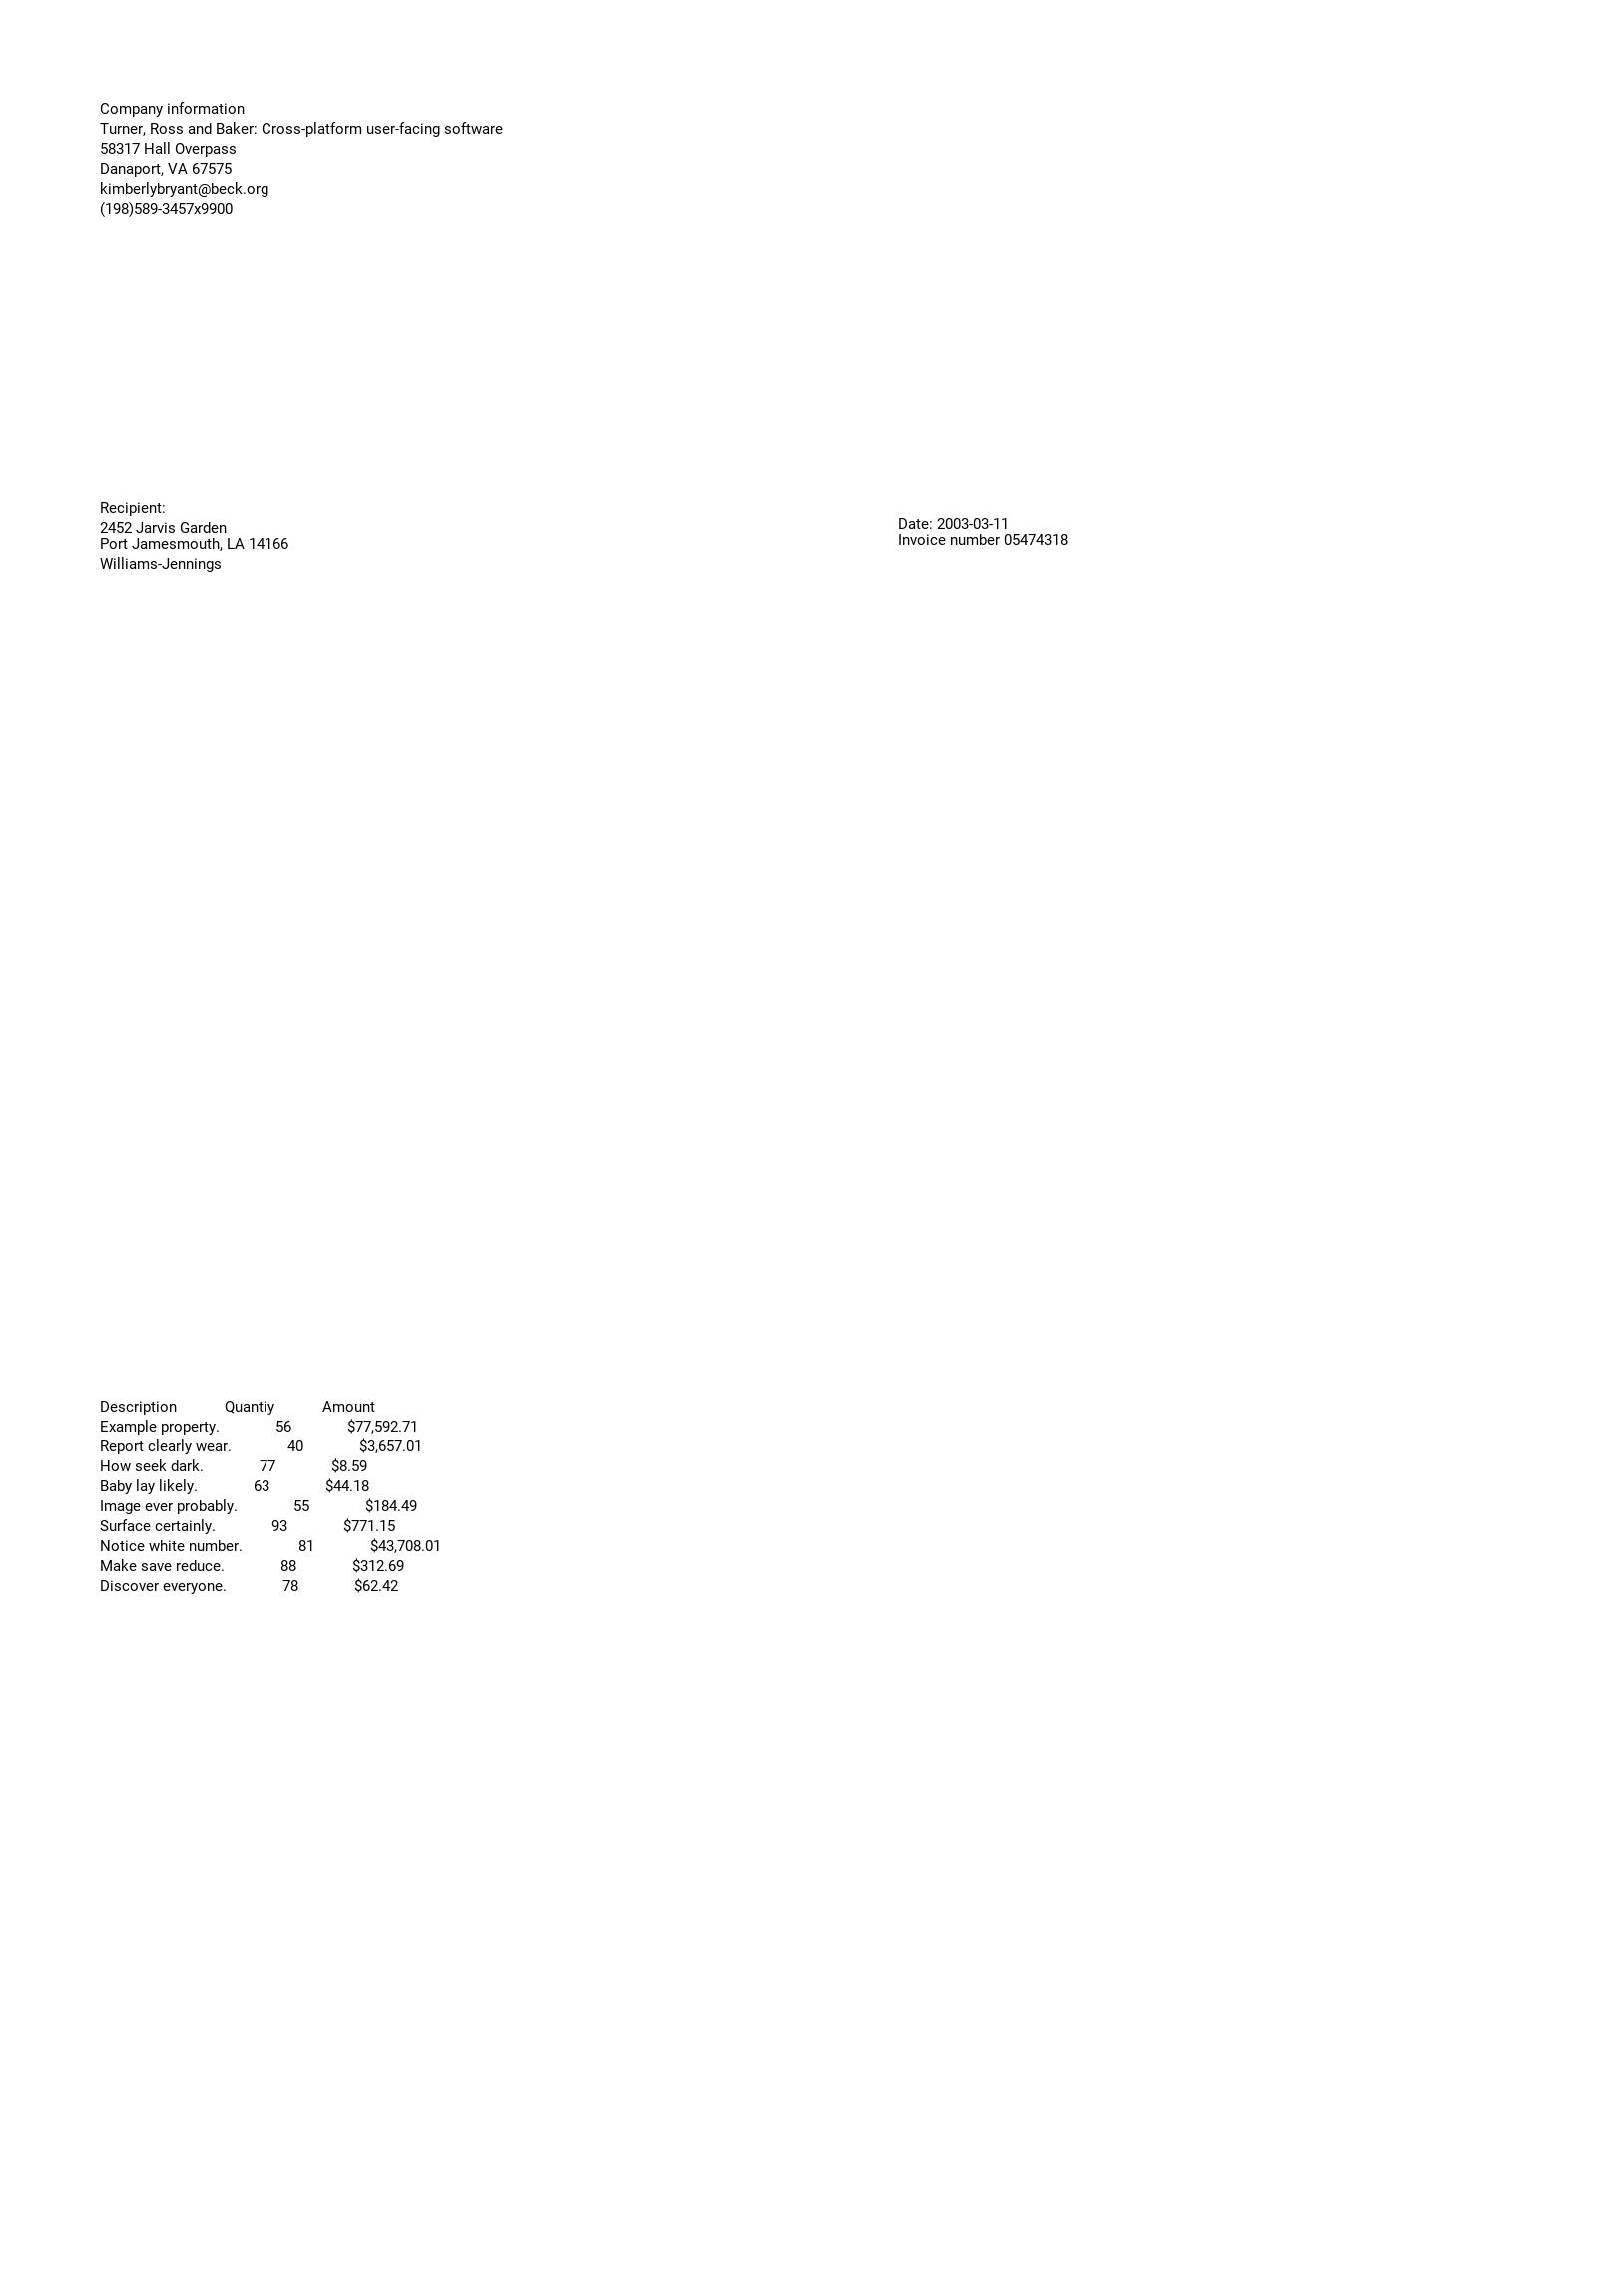 Company information
Turner, Ross and Baker: Cross-platform user-facing software
58317 Hall Overpass
Danaport, VA 67575
kimberlybryant@beck.org
(198)589-3457x9900
Recipient:
2452 Jarvis Garden
Port Jamesmouth, LA 14166
Williams-Jennings
Date: 2003-03-11
Invoice number 05474318
Description Quantiy Amount
Example property. 56 $77,592.71
Report clearly wear. 40 $3,657.01
How seek dark. 77 $8.59
Baby lay likely. 63 $44.18
Image ever probably. 55 $184.49
Surface certainly. 93 $771.15
Notice white number. 81 $43,708.01
Make save reduce. 88 $312.69
Discover everyone. 78 $62.42